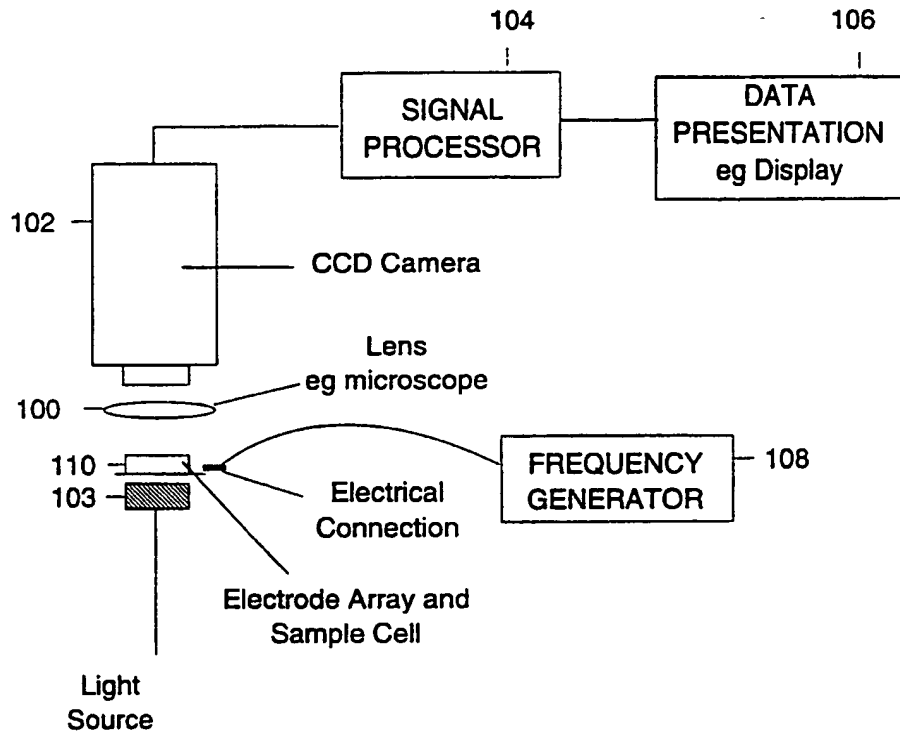 104
106
SIGNAL
PROCESSOR
DATA
PRESENTATION
eg Display
102
CCD Camera
Lens
eg microscope
100
110
103
FREQUENCY
GENERATOR
108
Electrical
Connection
Electrode Array and
Sample Cell
Light
Source